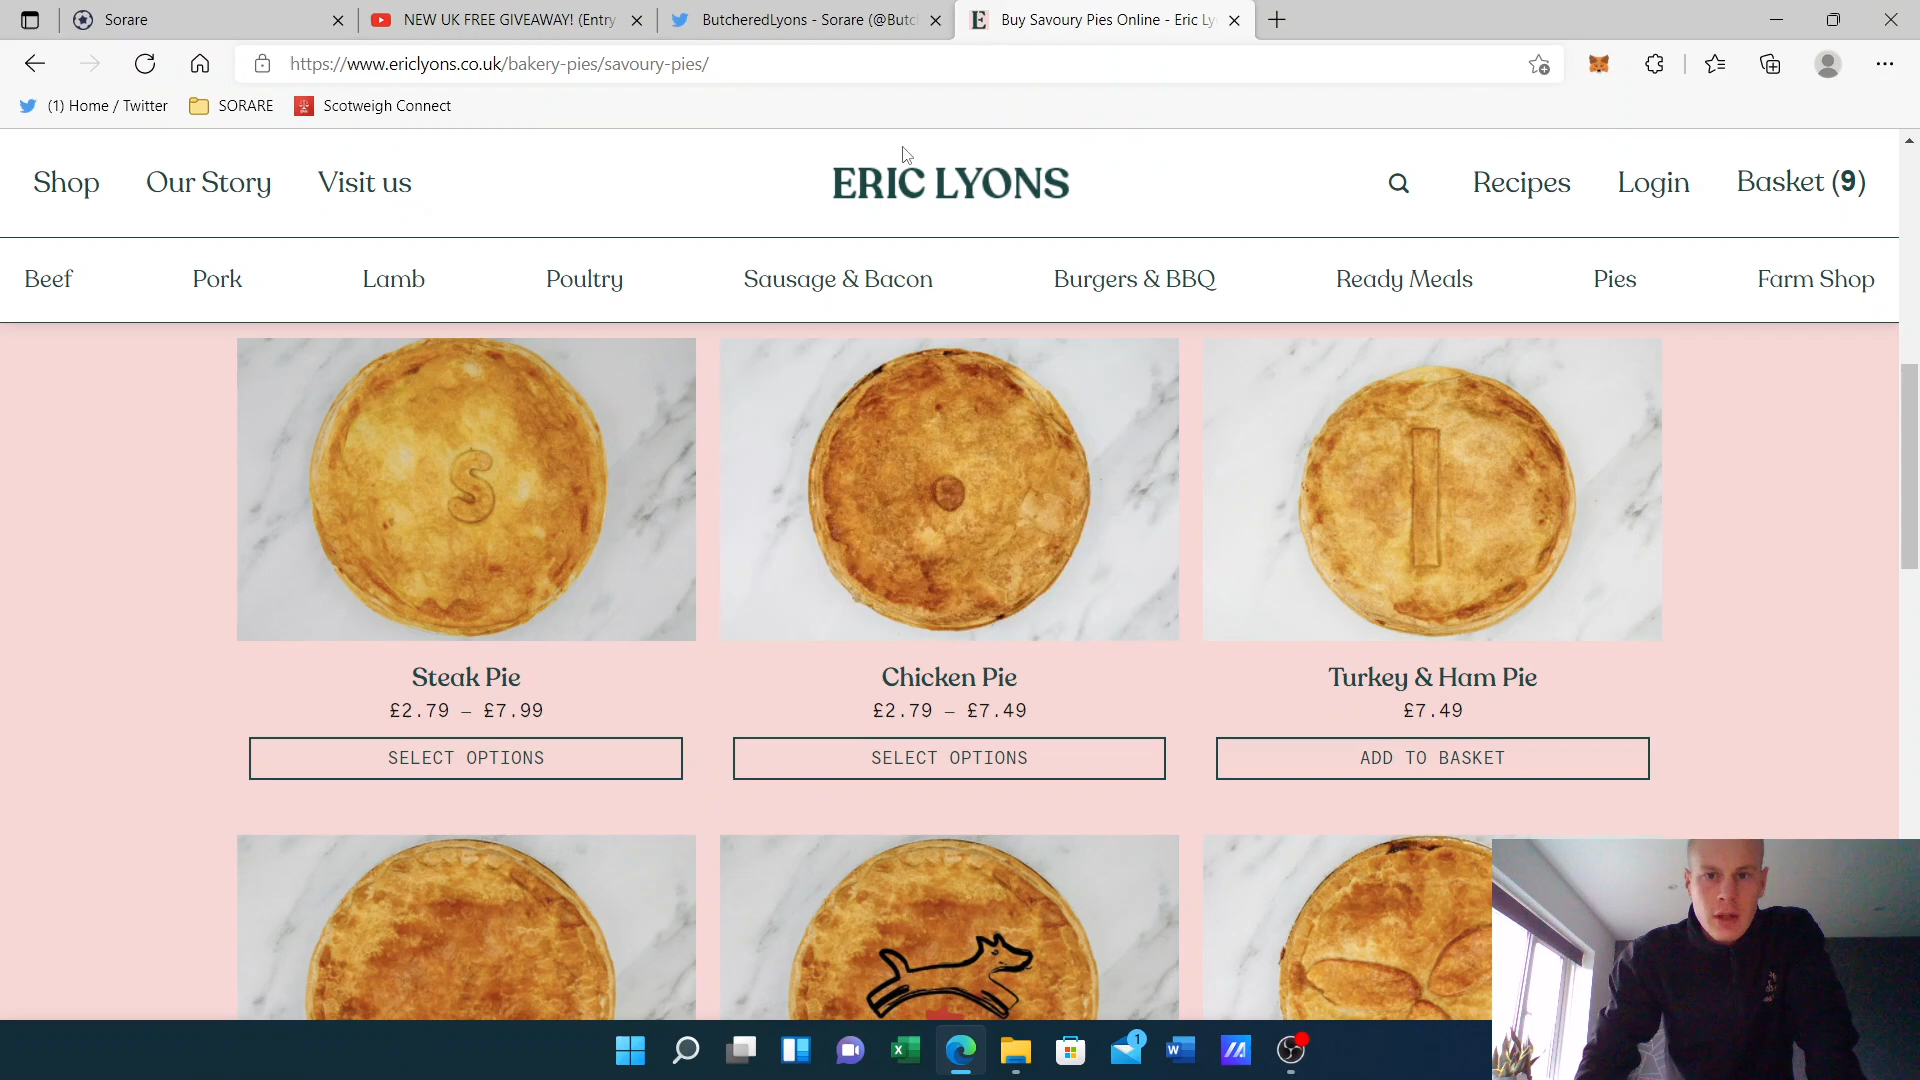 Sorare
NEW UK FREE GIVEAWAY! (Entry
ButcheredLyons - Sorare (@Butc
Buy Savoury Pies Online - Eric Ly
https://www.ericlyons.co.uk/bakery-pies/savoury-pies/
(1) Home / Twitter
SORARE
Scotweigh Connect
Shop
Our Story
Visit us
ERIC LYONS
Recipes
Login
Basket (9)
Beef
Pork
Lamb
Poultry
Sausage & Bacon
Burgers & BBQ
Ready Meals
Pies
Farm Shop
S
Steak Pie
£2.79 – £7.99
SELECT OPTIONS
Chicken Pie
£2.79 – £7.49
SELECT OPTIONS
Turkey & Ham Pie
£7.49
ADD TO BASKET
1